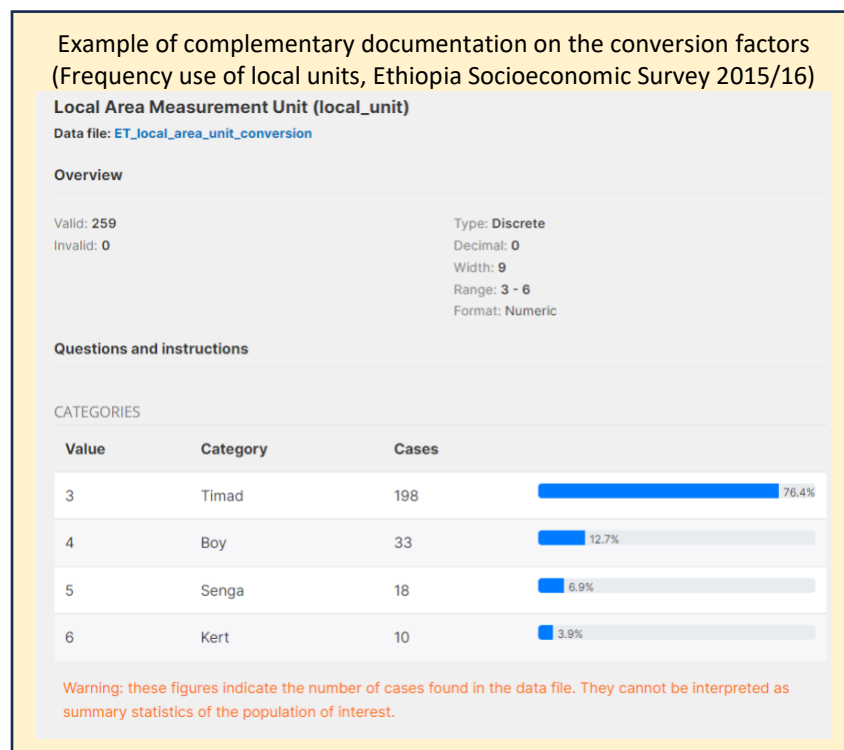 Example of complementary documentation on the conversion factors
(Frequency use of local units, Ethiopia Socioeconomic Survey 2015/16)
Local Area Measurement Unit (local_unit)
Data file: ET_local_area_unit_conversion
Overview
Valid: 259 Type: Discrete
Invalid: 0 Decimal: 0
Width: 9
Range: 3 - 6
Format: Numeric
Questions and instructions
CATEGORIES
Value Category Cases
3 Timad 198 76.4%
4 Boy 33 12.7%
5 Senga 18 6.9%
6 Kert 10 3.9%
Warning: these figures indicate the number of cases found in the data file. They cannot be interpreted as
summary statistics of the population of interest.